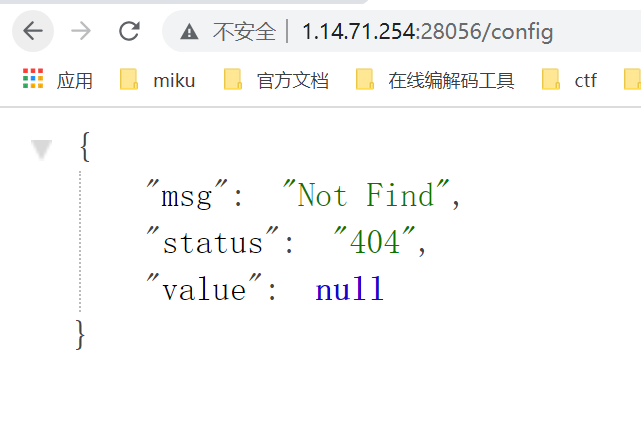 不安全 | 1.14.71.254:28056/config
应用 miku 官方文档 在线编解码工具 ctf
{
"msg": "Not Find",
"status": "404",
"value": null
}